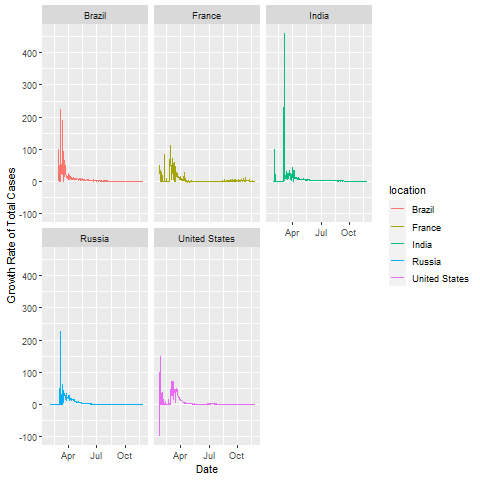 Brazil
France
India
400
300
200
100
0
-100
Apr
Jul
Oct
Russia
United States
400
300
200
100
0
-100
Apr
Jul
Oct
Apr
Jul
Oct
Date
Growth Rate of Total Cases
location
Brazil
France
India
Russia
United States